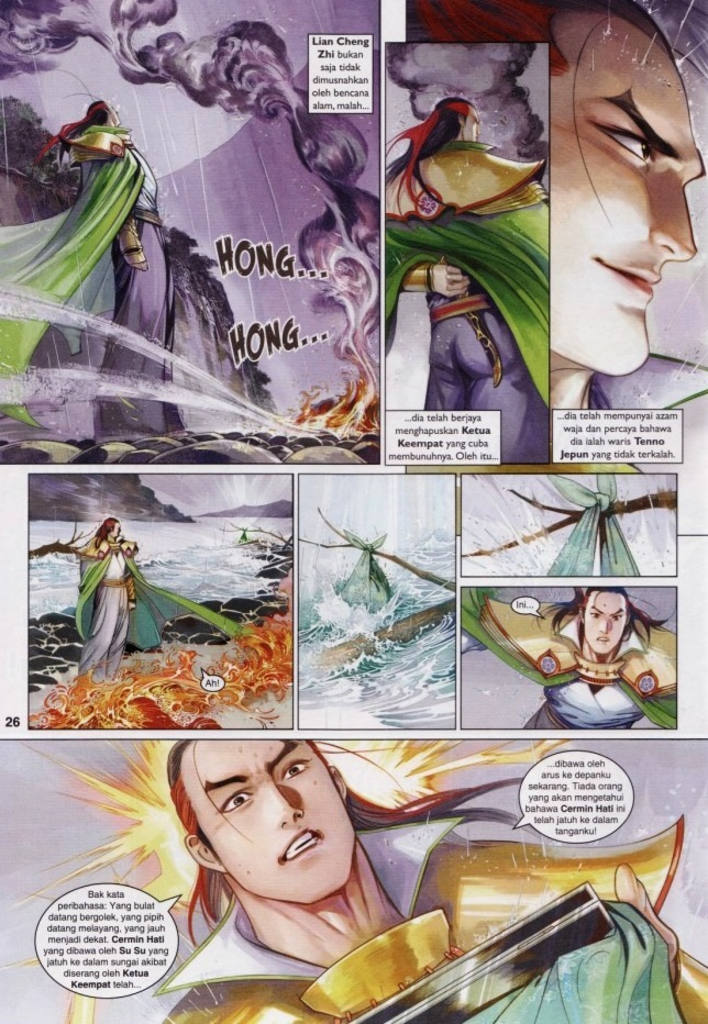 Lian Cheng
Zhi bukan
saja tidak
dimusnahkan
oleh bencana
alam, malah...
HONG...
HONG...
...dia telah berjaya
menghapuskan Ketua
Keempat yang cuba
membunuhnya. Oleh itu...
...dia telah mempunyai azam
waja dan percaya bahawa
dia ialah waris Tenno
Jepun yang tidak terkalah.
Ah!
Ini...
26
...dibawa oleh
arus ke depanku
sekarang. Tiada orang
yang akan mengetahui
bahawa Cermin Hati ini
telah jatuh ke dalam
tanganku!
Bak kata
peribahasa: Yang bulat
datang bergolek, yang pipih
datang melayang, yang jauh
menjadi dekat. Cermin Hati
yang dibawa oleh Su Su yang
jatuh ke dalam sungai akibat
diserang oleh Ketua
Keempat telah...